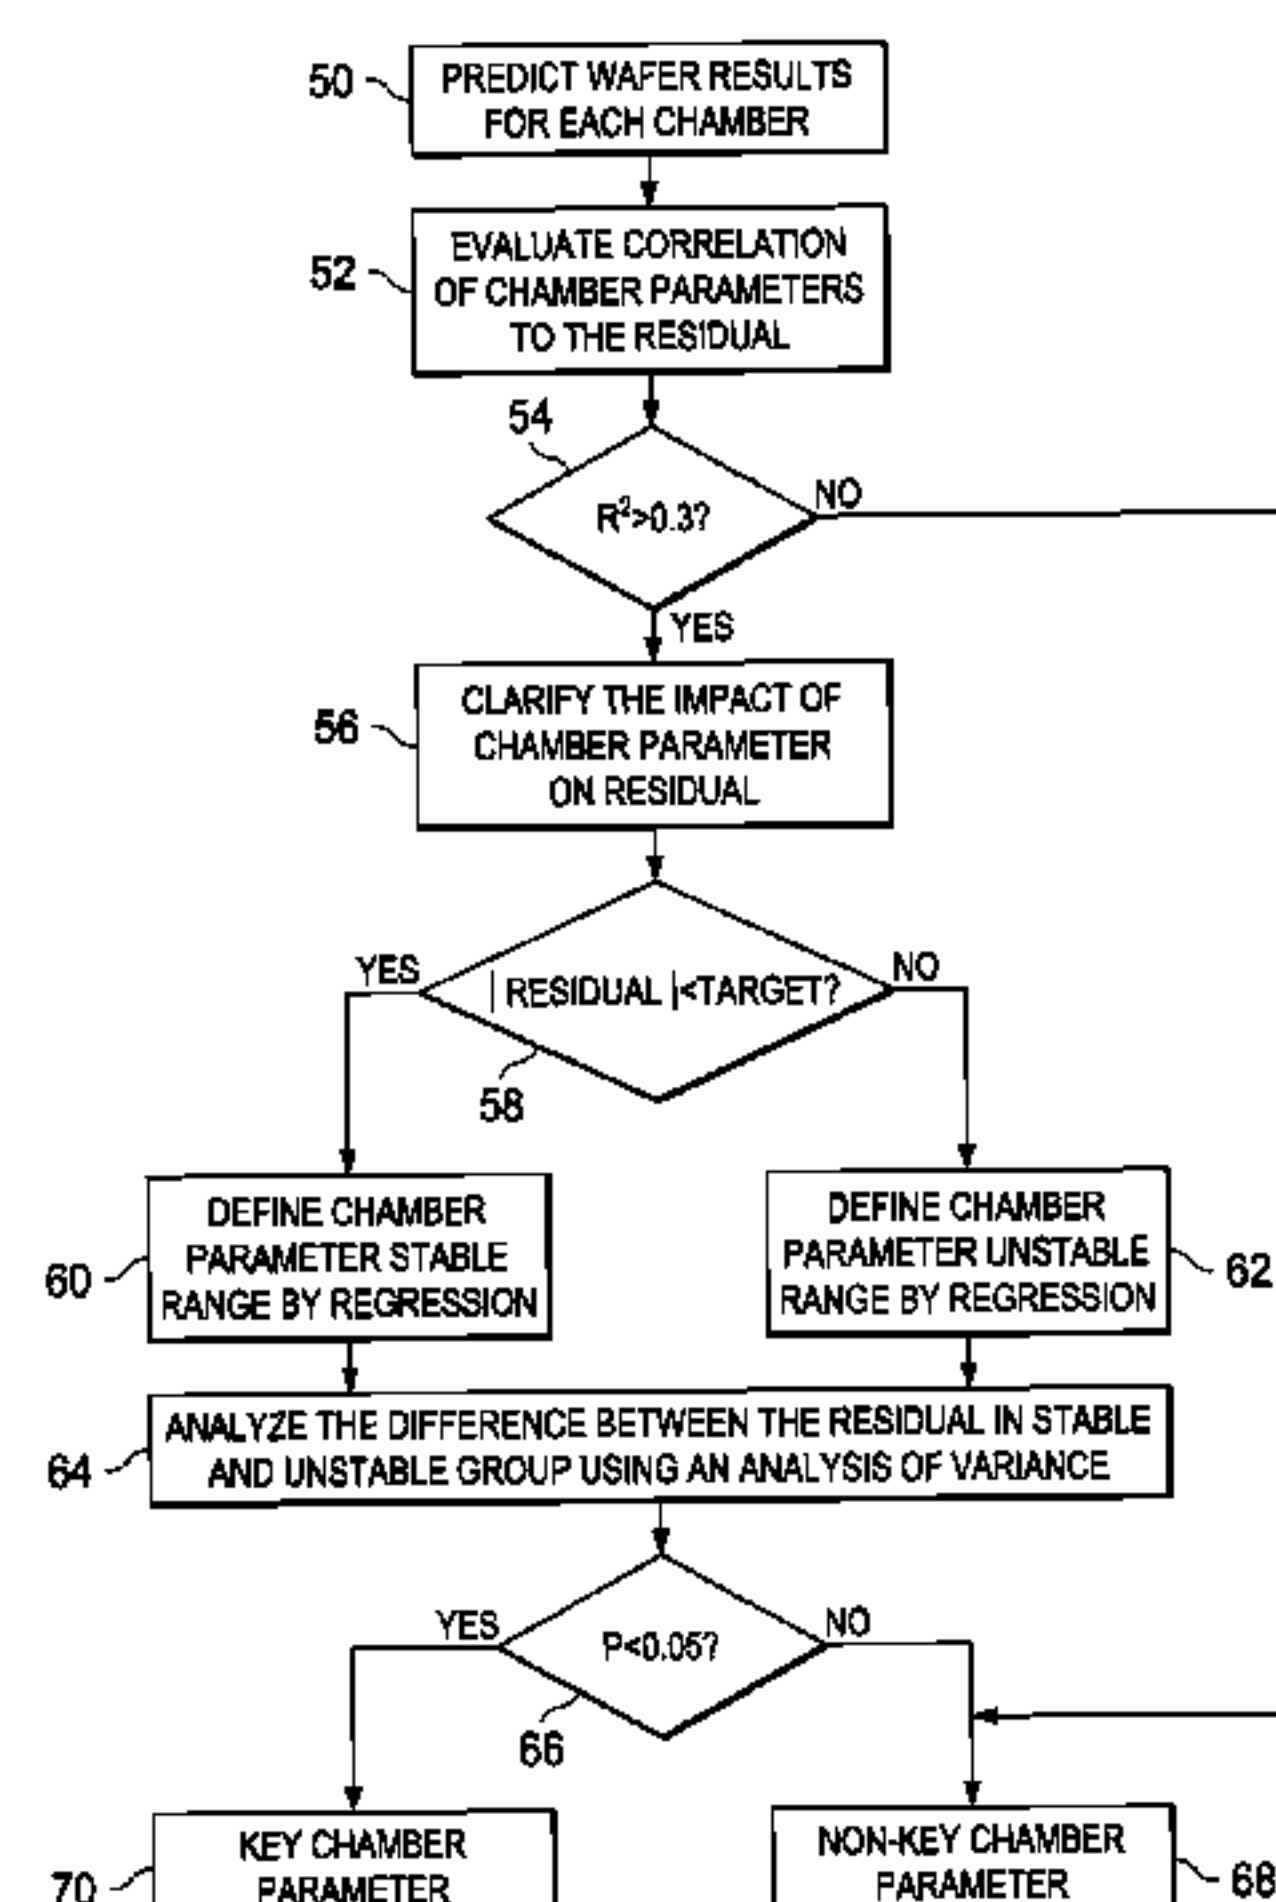 50
PREDICT WAFER RESULTS
FOR EACH CHAMBER
52
EVALUATE CORRELATION
OF CHAMBER PARAMETERS
TO THE RESIDUAL
54
R²>0.3?
NO
YES
56
CLARIFY THE IMPACT OF
CHAMBER PARAMETER
ON RESIDUAL
YES
| RESIDUAL |<TARGET?
NO
58
60
DEFINE CHAMBER
PARAMETER STABLE
RANGE BY REGRESSION
DEFINE CHAMBER
PARAMETER UNSTABLE
RANGE BY REGRESSION
62
64
ANALYZE THE DIFFERENCE BETWEEN THE RESIDUAL IN STABLE
AND UNSTABLE GROUP USING AN ANALYSIS OF VARIANCE
YES
P<0.05?
NO
66
70
KEY CHAMBER
PARAMETER
NON-KEY CHAMBER
PARAMETER
68